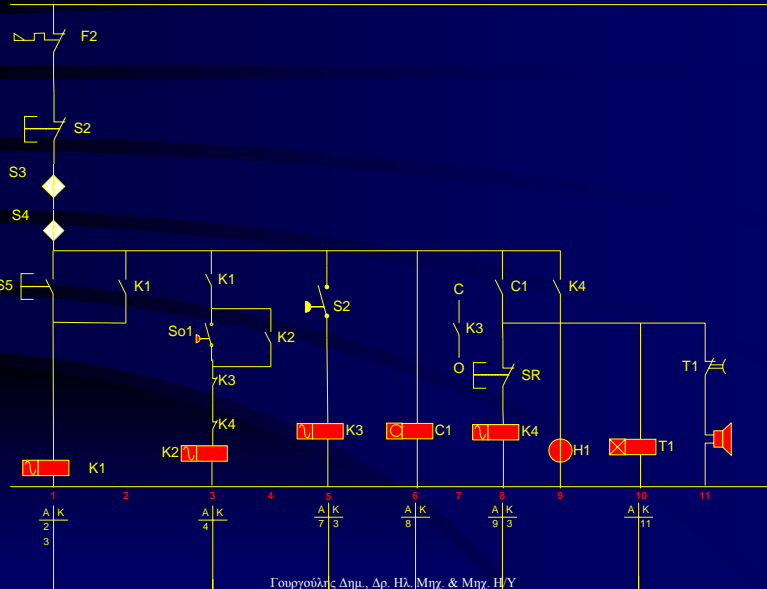 F2
S2
S3
S4
S5 K1 K1 S2 C C1 K4
So1 K2 K3
K3 O SR T1
K4
K2 K3 C1 K4 H1 T1
K1
1 2 3 4 5 6 7 8 9 10 11
A K A K A K A K A K A K
2 4 7 3 8 9 3 11
3
Γουργούλης Δημ., Δρ. Ηλ. Μηχ. & Μηχ. Η/Υ